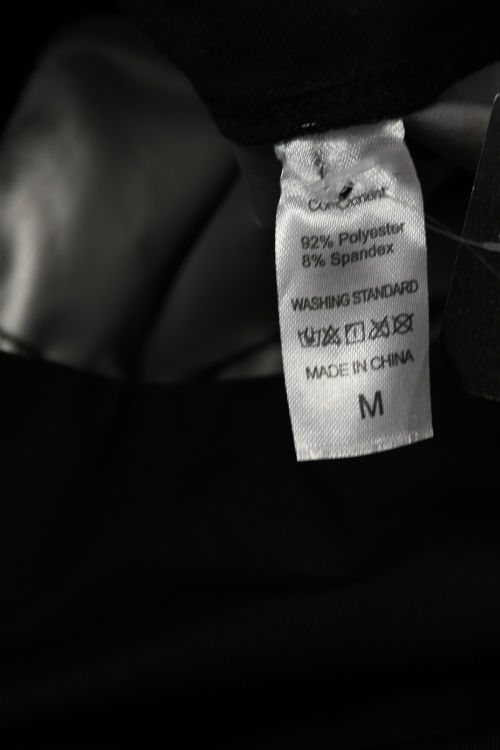 Component
92% Polyester
8% Spandex
WASHING STANDARD
MADE IN CHINA
M